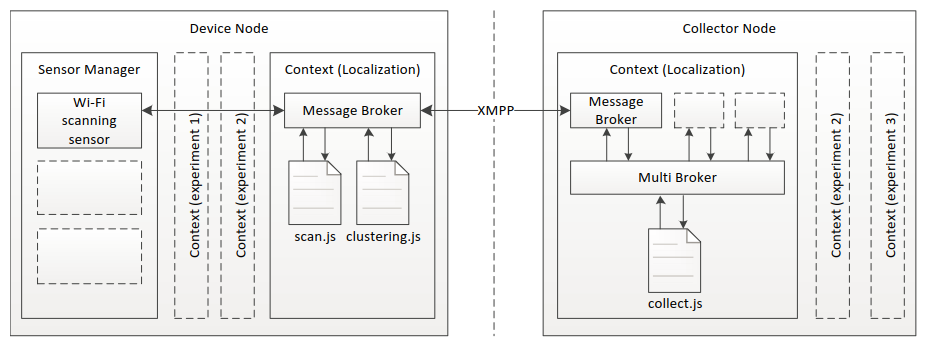 Device Node
Sensor Manager
Wi-Fi
scanning
sensor
Context (experiment 1)
Context (experiment 2)
Context (Localization)
Message Broker
scan.js
clustering.js
XMPP
Collector Node
Context (Localization)
Message
Broker
Multi Broker
collect.js
Context (experiment 2)
Context (experiment 3)